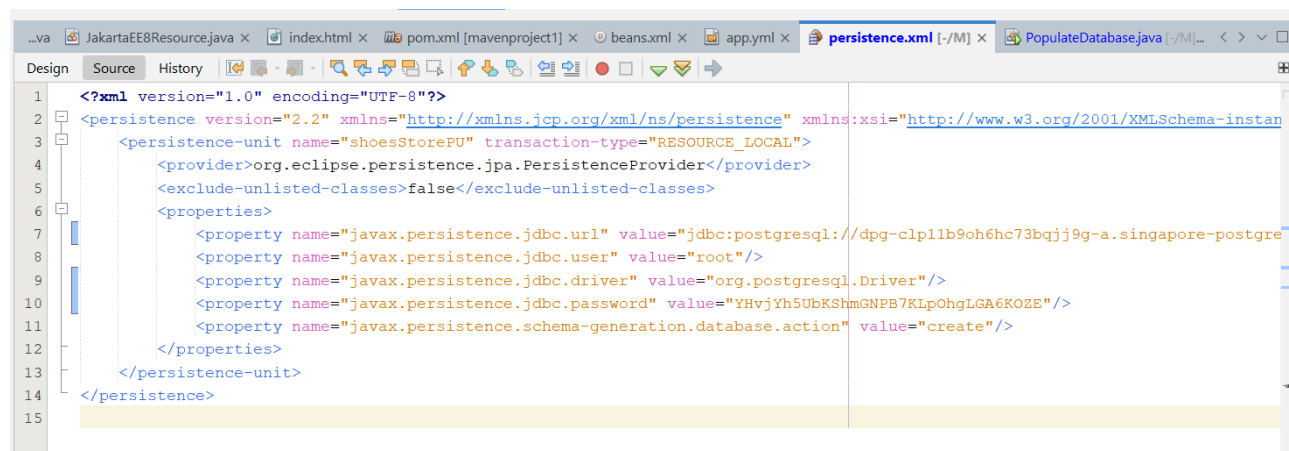 ...va JakartaEE8Resource.java × index.html × pom.xml [mavenproject1] × beans.xml × app.yml × persistence.xml [-/M] × PopulateDatabase.java [-/M]...
Design Source History
1 <?xml version="1.0" encoding="UTF-8"?>
2 <persistence version="2.2" xmlns="http://xmlns.jcp.org/xml/ns/persistence" xmlns:xsi="http://www.w3.org/2001/XMLSchema-instan
3 <persistence-unit name="shoesStorePU" transaction-type="RESOURCE_LOCAL">
4 <provider>org.eclipse.persistence.jpa.PersistenceProvider</provider>
5 <exclude-unlisted-classes>false</exclude-unlisted-classes>
6 <properties>
7 <property name="javax.persistence.jdbc.url" value="jdbc:postgresql://dpg-clp11b9oh6hc73bqjj9g-a.singapore-postgre
8 <property name="javax.persistence.jdbc.user" value="root"/>
9 <property name="javax.persistence.jdbc.driver" value="org.postgresql.Driver"/>
10 <property name="javax.persistence.jdbc.password" value="YHvjYh5UbKShmGNPB7KLpOhgLGA6KOZE"/>
11 <property name="javax.persistence.schema-generation.database.action" value="create"/>
12 </properties>
13 </persistence-unit>
14 </persistence>
15